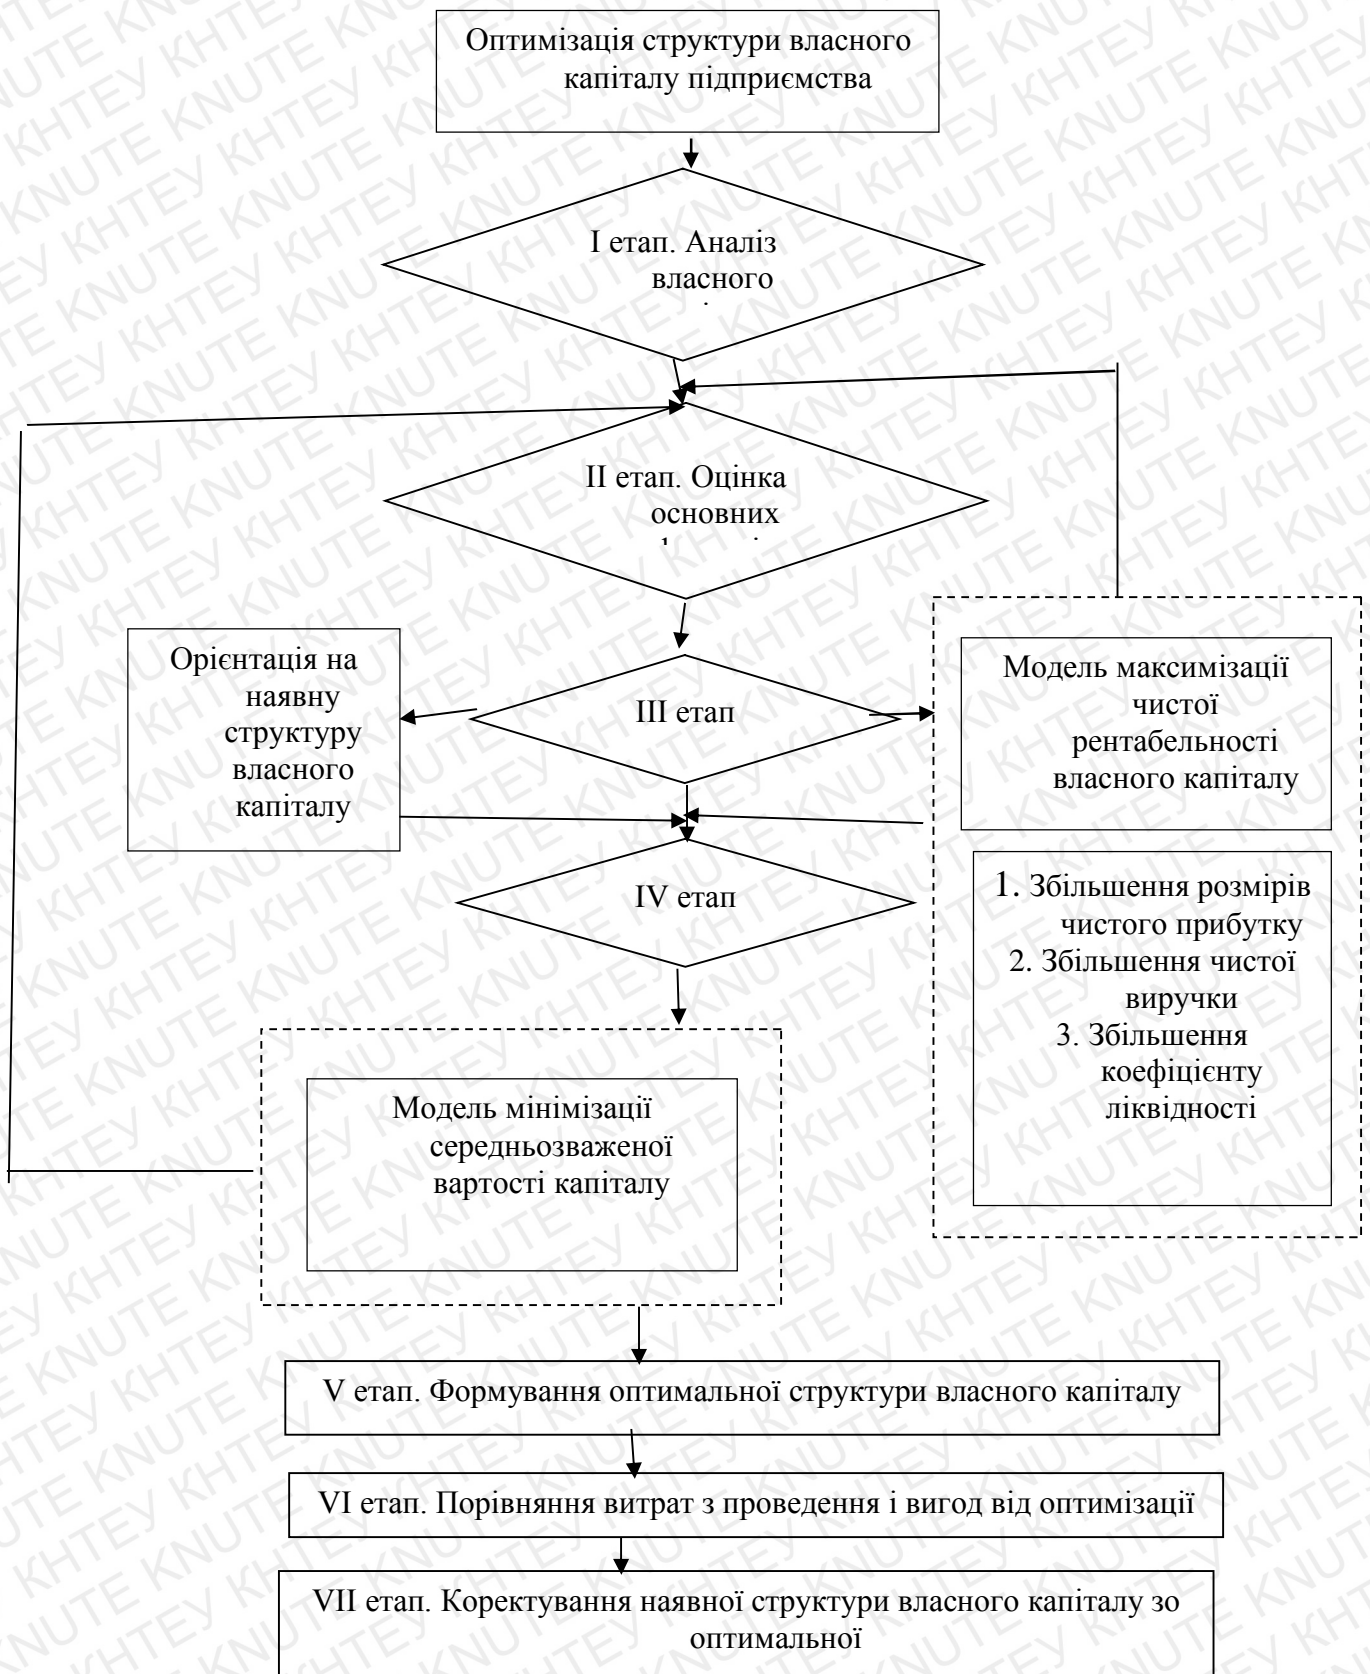 Оптимізація структури власного
капіталу підприємства
І етап. Аналіз
власного
ІІ етап. Оцінка
основних
Орієнтація на
наявну
структуру
власного
капіталу
ІІІ етап
Модель максимізації
чистої
рентабельності
власного капіталу
IV етап
1. Збільшення розмірів
чистого прибутку
2. Збільшення чистої
виручки
3. Збільшення
коефіцієнту
ліквідності
Модель мінімізації
середньозваженої
вартості капіталу
V етап. Формування оптимальної структури власного капіталу
VI етап. Порівняння витрат з проведення і вигод від оптимізації
VII етап. Коректування наявної структури власного капіталу зо
оптимальної